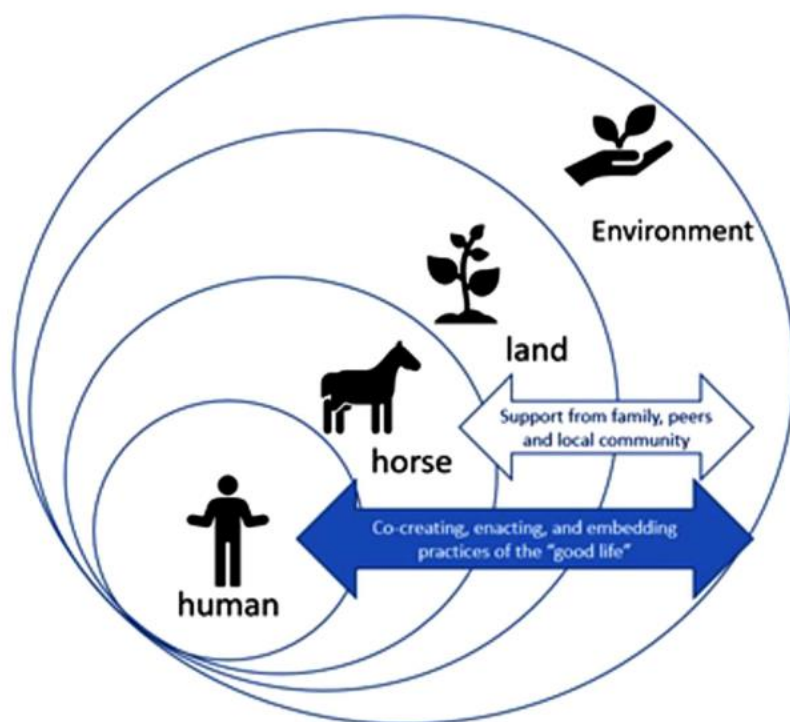 Environment
land
Support from family, peers
and local community
horse
Co-creating, enacting, and embedding
practices of the "good life"
human